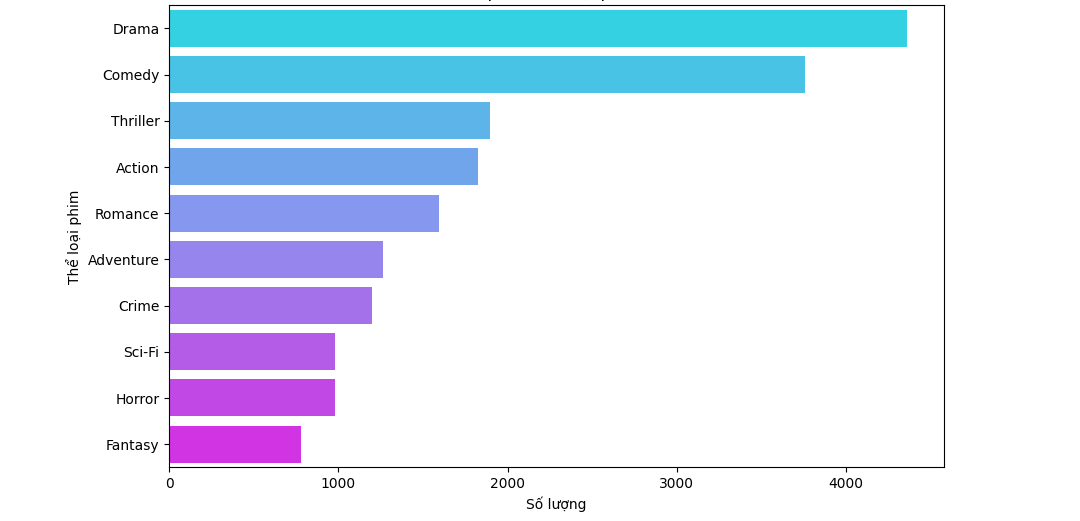 Drama
Comedy
Thriller
Action
Romance
Adventure
Crime
Sci-Fi
Horror
Fantasy
Thể loại phim
0 1000 2000 3000 4000
Số lượng